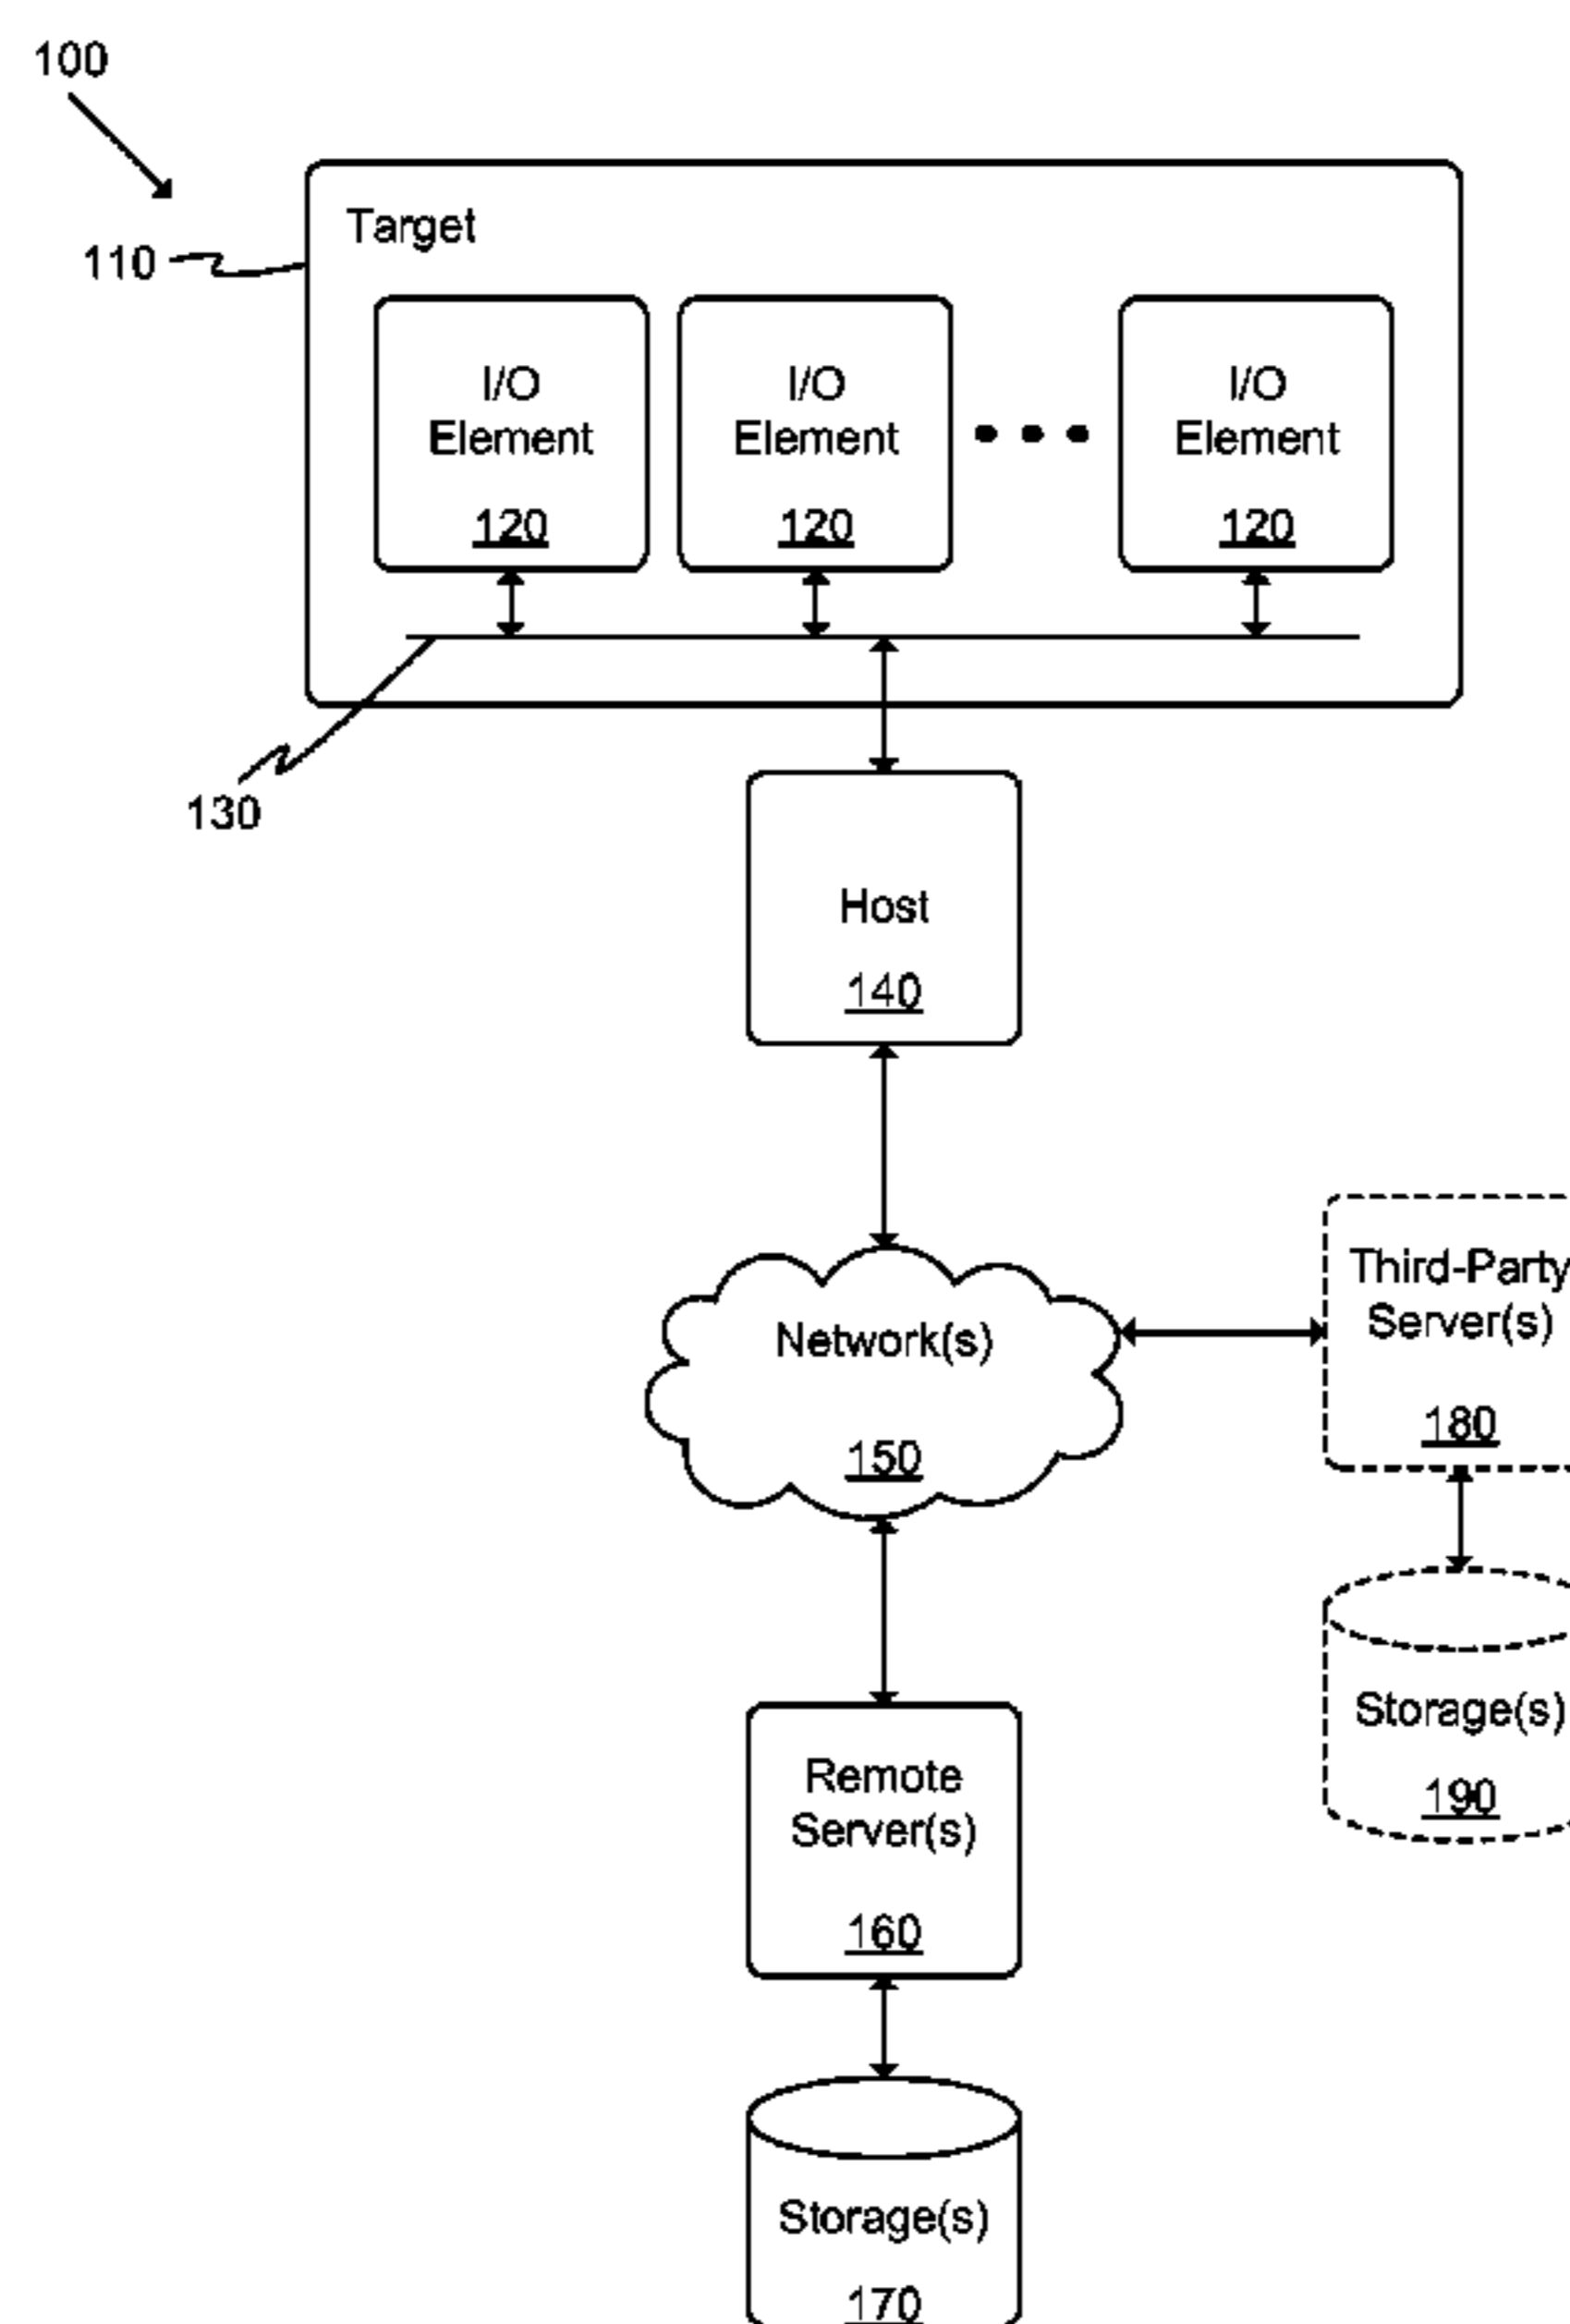 100
110
Target
I/O
Element
120
I/O
Element
120
I/O
Element
120
130
Host
140
Network(s)
150
Third-Party
Server(s)
180
Storage(s)
190
Remote
Server(s)
160
Storage(s)
170